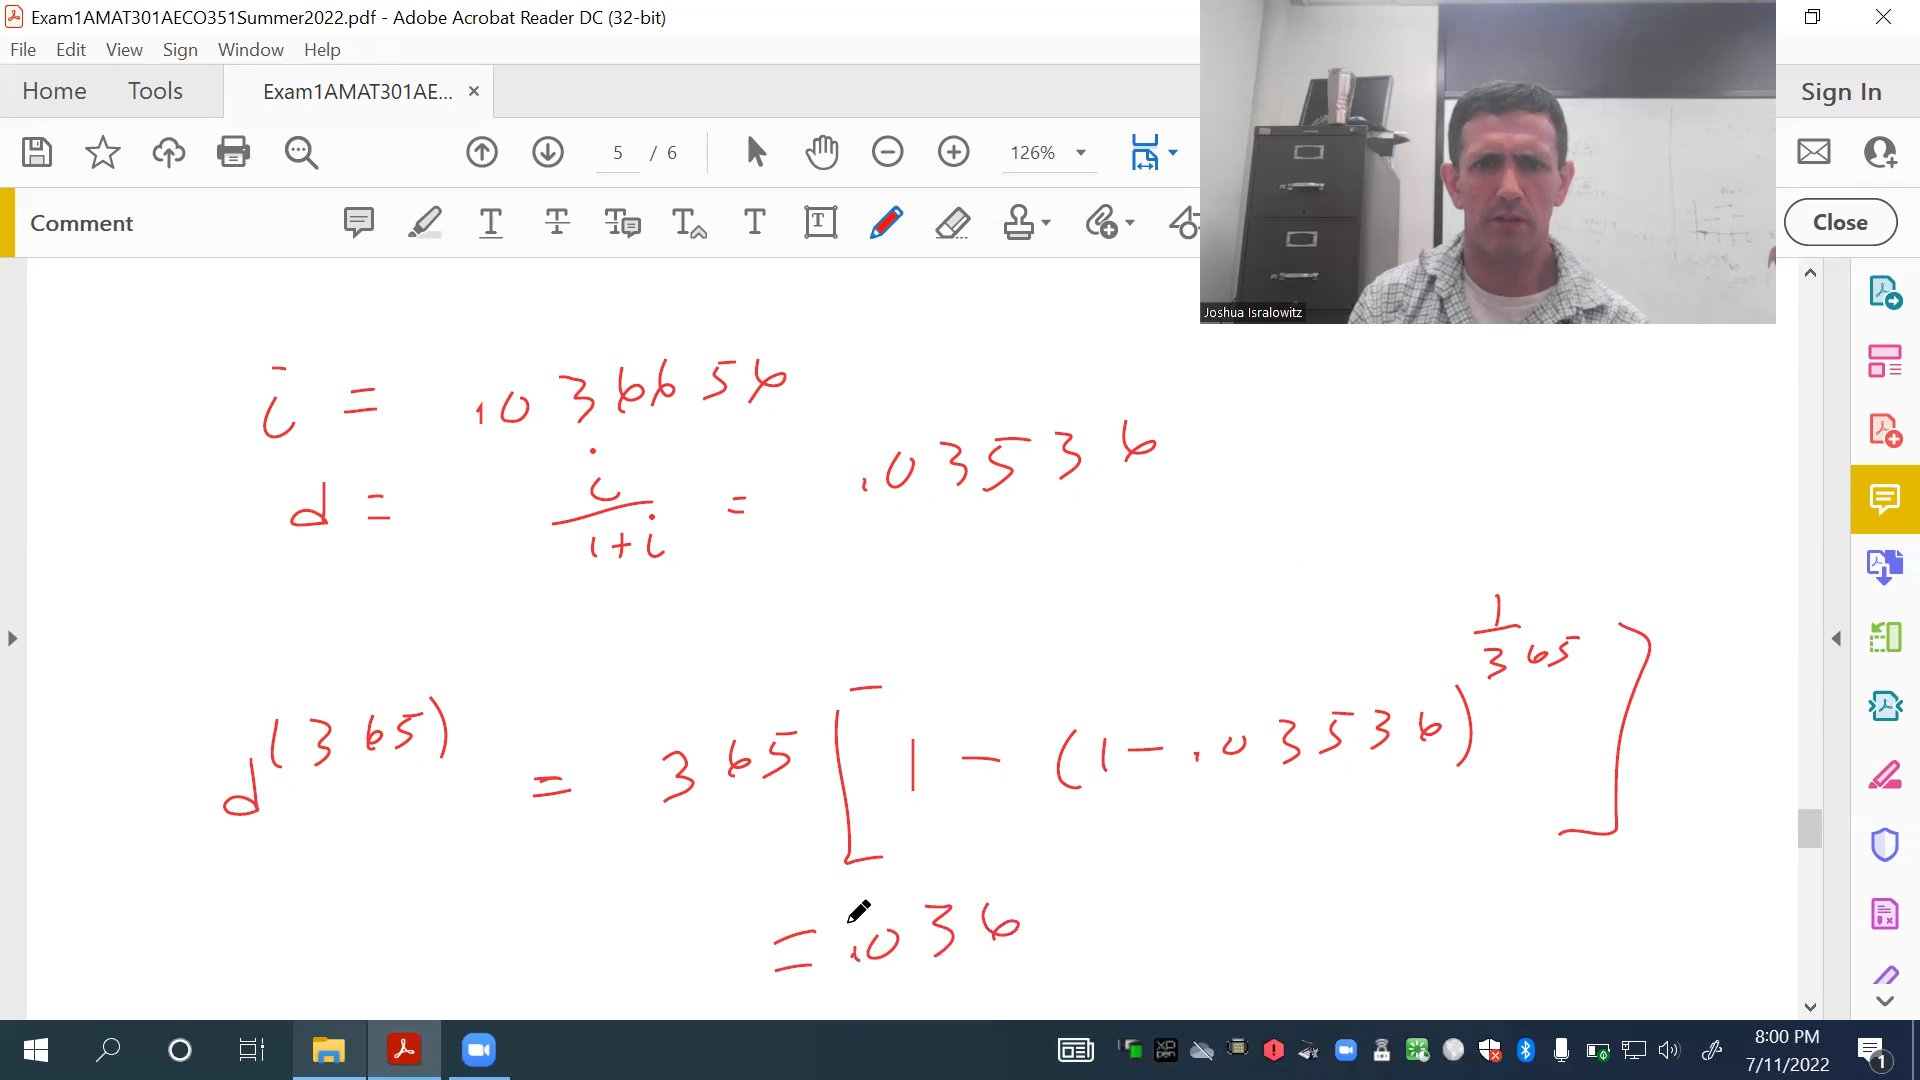 Exam1AMAT301AECO351Summer2022.pdf - Adobe Acrobat Reader DC (32-bit)
File Edit View Sign Window Help
Home Tools Exam1AMAT301AE... × Sign In
5 / 6 126%
Comment Close
Joshua Isralowitz
i = .036656
d = i/(1+i) = .03536
d^(365) = 365 [ 1 - (1 - .03536)^(1/365) ]
= .036
8:00 PM
7/11/2022
1